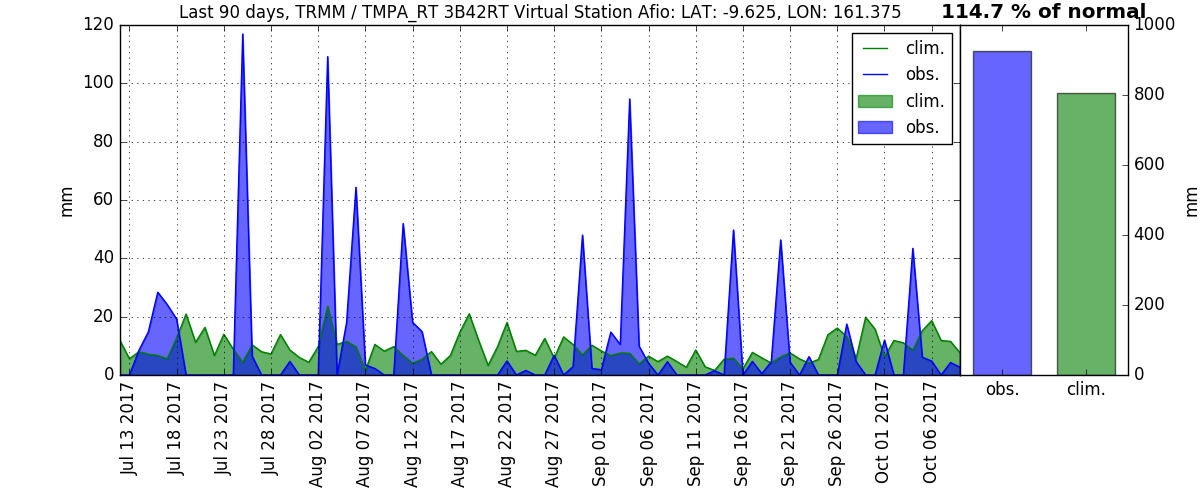 Last 90 days, TRMM / TMPA_RT 3B42RT Virtual Station Afio: LAT: -9.625, LON: 161.375
114.7 % of normal
120
100
80
60
40
20
0
mm
clim.
obs.
clim.
obs.
1000
800
600
400
200
0
mm
obs.
clim.
Jul 13 2017
Jul 18 2017
Jul 23 2017
Jul 28 2017
Aug 02 2017
Aug 07 2017
Aug 12 2017
Aug 17 2017
Aug 22 2017
Aug 27 2017
Sep 01 2017
Sep 06 2017
Sep 11 2017
Sep 16 2017
Sep 21 2017
Sep 26 2017
Oct 01 2017
Oct 06 2017